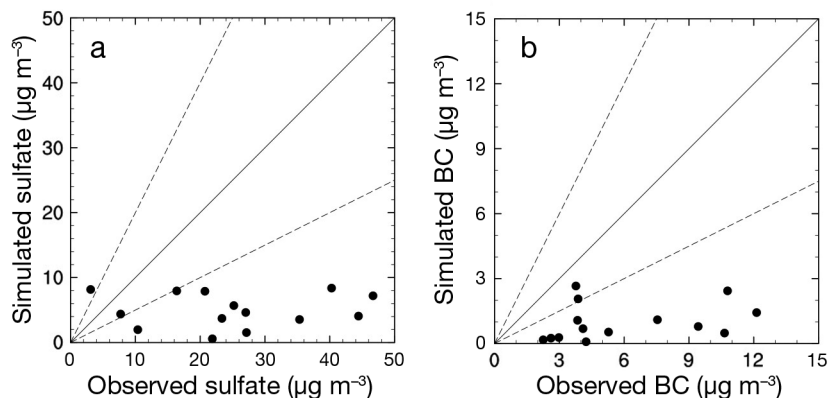 a
50
40
30
20
10
0
Simulated sulfate (μg m⁻³)
0 10 20 30 40 50
Observed sulfate (μg m⁻³)
b
15
12
9
6
3
0
Simulated BC (μg m⁻³)
0 3 6 9 12 15
Observed BC (μg m⁻³)